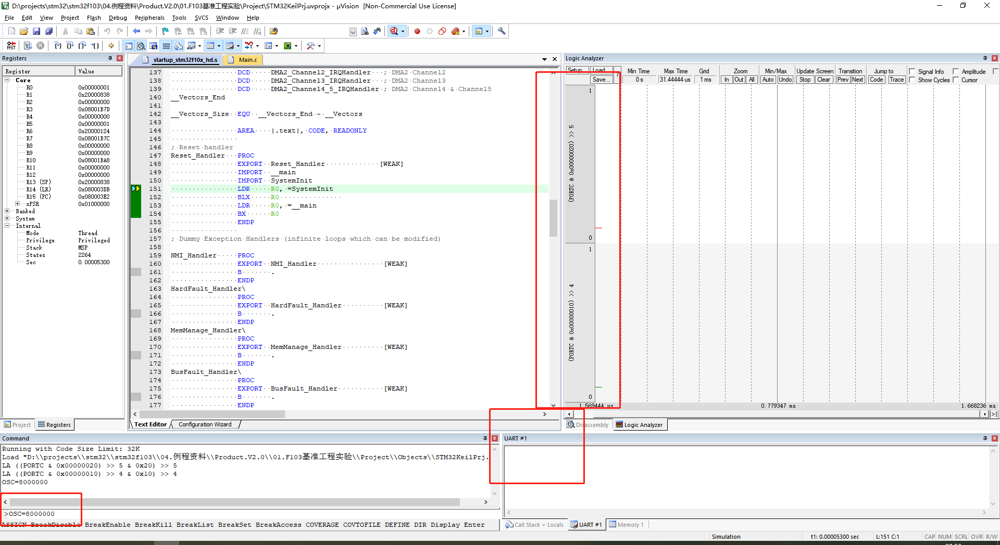 D:\projects\stm32\stm32f103\04.例程资料\Product.V2.0\01.F103基准工程实验\Project\STM32KeilPrj.uvprojx - µVision  [Non-Commercial Use License]
File Edit View Project Flash Debug Peripherals Tools SVCS Window Help
Registers
Register Value
Core
R0 0x00000001
R1 0x20000838
R2 0x00000000
R3 0x08001B7D
R4 0x00000000
R5 0x00000001
R6 0x20000124
R7 0x08001B7C
R8 0x00000000
R9 0x00000000
R10 0x08001BA8
R11 0x00000000
R12 0x00000000
R13 (SP) 0x20000838
R14 (LR) 0x080003DB
R15 (PC) 0x080003E2
xPSR 0x01000000
Banked
System
Internal
Mode Thread
Privilege Privileged
Stack MSP
States 2264
Sec 0.00005300
Project Registers
startup_stm32f10x_hd.s Main.c
137 DCD DMA2_Channel2_IRQHandler ; DMA2 Channel2
138 DCD DMA2_Channel3_IRQHandler ; DMA2 Channel3
139 DCD DMA2_Channel4_5_IRQHandler ; DMA2 Channel4 & Channel5
140 __Vectors_End
141
142 __Vectors_Size EQU __Vectors_End - __Vectors
143
144 AREA |.text|, CODE, READONLY
145
146 ; Reset handler
147 Reset_Handler PROC
148 EXPORT Reset_Handler [WEAK]
149 IMPORT __main
150 IMPORT SystemInit
151 LDR R0, =SystemInit
152 BLX R0
153 LDR R0, =__main
154 BX R0
155 ENDP
156
157 ; Dummy Exception Handlers (infinite loops which can be modified)
158
159 NMI_Handler PROC
160 EXPORT NMI_Handler [WEAK]
161 B .
162 ENDP
163 HardFault_Handler\
164 PROC
165 EXPORT HardFault_Handler [WEAK]
166 B .
167 ENDP
168 MemManage_Handler\
169 PROC
170 EXPORT MemManage_Handler [WEAK]
171 B .
172 ENDP
173 BusFault_Handler\
174 PROC
175 EXPORT BusFault_Handler [WEAK]
176 B .
177 ENDP
Text Editor Configuration Wizard
Logic Analyzer
Setup... Load... Min Time Max Time Grid Zoom Min/Max Update Screen Transition Jump to Signal Info Amplitude
Save... ? 0 s 31.44444 us 1 ms In Out All Auto Undo Stop Clear Prev Next Code Trace Show Cycles Cursor
1
(PORTC & 0x00000020) >> 5
0
1
(PORTC & 0x00000010) >> 4
0
1.569444 us 0.779347 ms 1.668236 ms
Disassembly Logic Analyzer
Command
Running with Code Size Limit: 32K
Load "D:\\projects\\stm32\\stm32f103\\04.例程资料\\Product.V2.0\\01.F103基准工程实验\\Project\\Objects\\STM32KeilPrj.
LA ((PORTC & 0x00000020) >> 5 & 0x20) >> 5
LA ((PORTC & 0x00000010) >> 4 & 0x10) >> 4
OSC=8000000
>OSC=8000000
ASSIGN BreakDisable BreakEnable BreakKill BreakList BreakSet BreakAccess COVERAGE COVTOFILE DEFINE DIR Display Enter
UART #1
Call Stack + Locals UART #1 Memory 1
Simulation t1: 0.00005300 sec L:151 C:1 CAP NUM SCRL OVR R/W